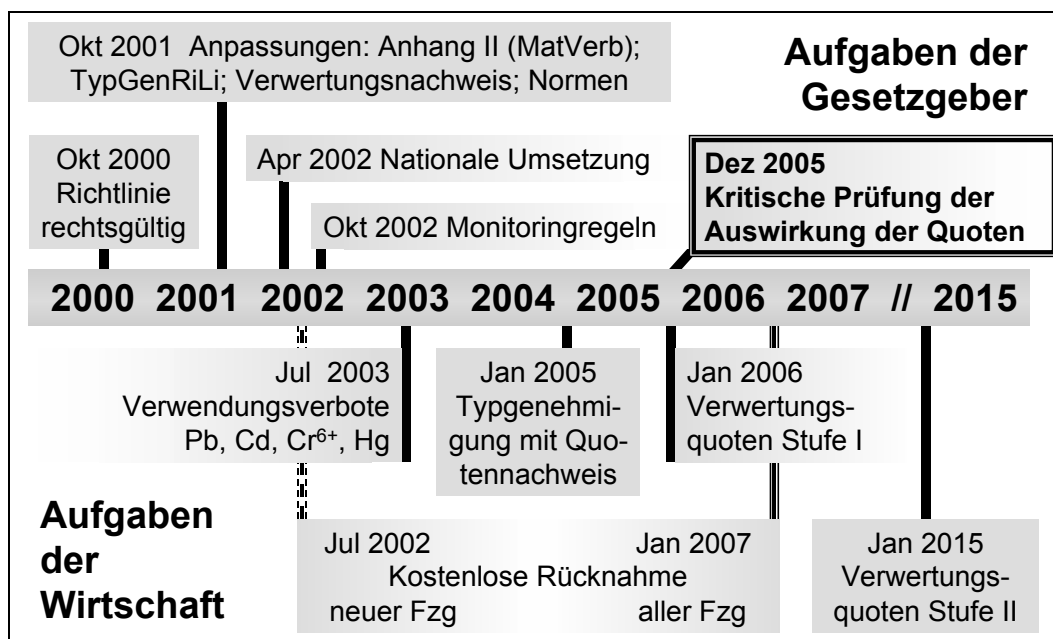 Okt 2001 Anpassungen: Anhang II (MatVerb);
TypGenRiLi; Verwertungsnachweis; Normen
Aufgaben der
Gesetzgeber
Okt 2000
Richtlinie
rechtsgültig
Apr 2002 Nationale Umsetzung
Okt 2002 Monitoringregeln
Dez 2005
Kritische Prüfung der
Auswirkung der Quoten
2000 2001 2002 2003 2004 2005 2006 2007 // 2015
Jul 2003
Verwendungsverbote
Pb, Cd, Cr⁶⁺, Hg
Jan 2005
Typgenehmi-
gung mit Quo-
tennachweis
Jan 2006
Verwertungs-
quoten Stufe I
Aufgaben
der
Wirtschaft
Jul 2002 Jan 2007
Kostenlose Rücknahme
neuer Fzg aller Fzg
Jan 2015
Verwertungs-
quoten Stufe II